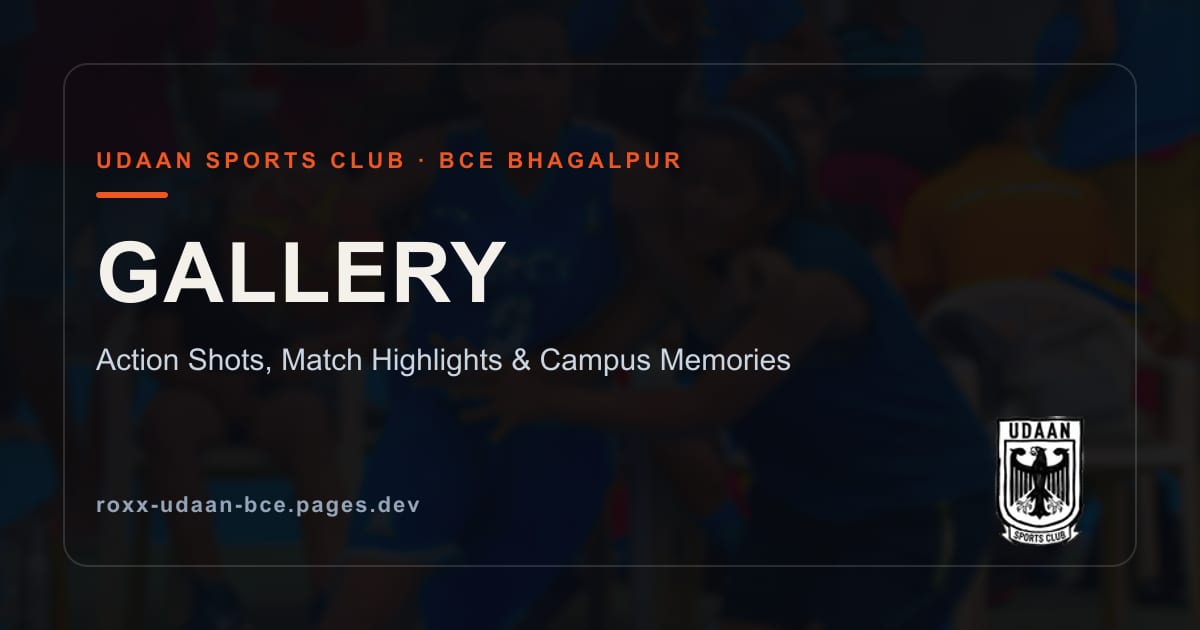 UDAAN SPORTS CLUB · BCE BHAGALPUR
GALLERY
Action Shots, Match Highlights & Campus Memories
roxx-udaan-bce.pages.dev
UDAAN
SPORTS CLUB